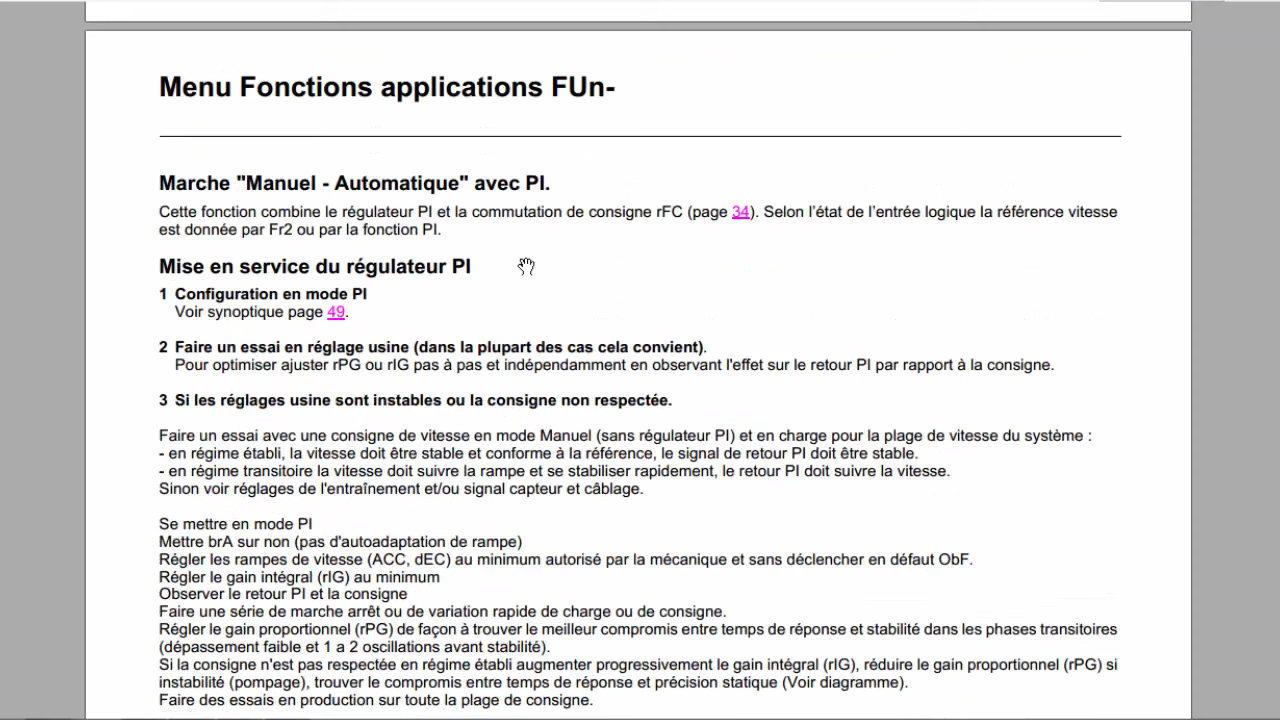 Menu Fonctions applications FUn-
Marche "Manuel - Automatique" avec PI.
Cette fonction combine le régulateur PI et la commutation de consigne rFC (page 34). Selon l'état de l'entrée logique la référence vitesse
est donnée par Fr2 ou par la fonction PI.
Mise en service du régulateur PI
1 Configuration en mode PI
Voir synoptique page 49.
2 Faire un essai en réglage usine (dans la plupart des cas cela convient).
Pour optimiser ajuster rPG ou rIG pas à pas et indépendamment en observant l'effet sur le retour PI par rapport à la consigne.
3 Si les réglages usine sont instables ou la consigne non respectée.
Faire un essai avec une consigne de vitesse en mode Manuel (sans régulateur PI) et en charge pour la plage de vitesse du système :
- en régime établi, la vitesse doit être stable et conforme à la référence, le signal de retour PI doit être stable.
- en régime transitoire la vitesse doit suivre la rampe et se stabiliser rapidement, le retour PI doit suivre la vitesse.
Sinon voir réglages de l'entraînement et/ou signal capteur et câblage.
Se mettre en mode PI
Mettre brA sur non (pas d'autoadaptation de rampe)
Régler les rampes de vitesse (ACC, dEC) au minimum autorisé par la mécanique et sans déclencher en défaut ObF.
Régler le gain intégral (rIG) au minimum
Observer le retour PI et la consigne
Faire une série de marche arrêt ou de variation rapide de charge ou de consigne.
Régler le gain proportionnel (rPG) de façon à trouver le meilleur compromis entre temps de réponse et stabilité dans les phases transitoires
(dépassement faible et 1 a 2 oscillations avant stabilité).
Si la consigne n'est pas respectée en régime établi augmenter progressivement le gain intégral (rIG), réduire le gain proportionnel (rPG) si
instabilité (pompage), trouver le compromis entre temps de réponse et précision statique (Voir diagramme).
Faire des essais en production sur toute la plage de consigne.